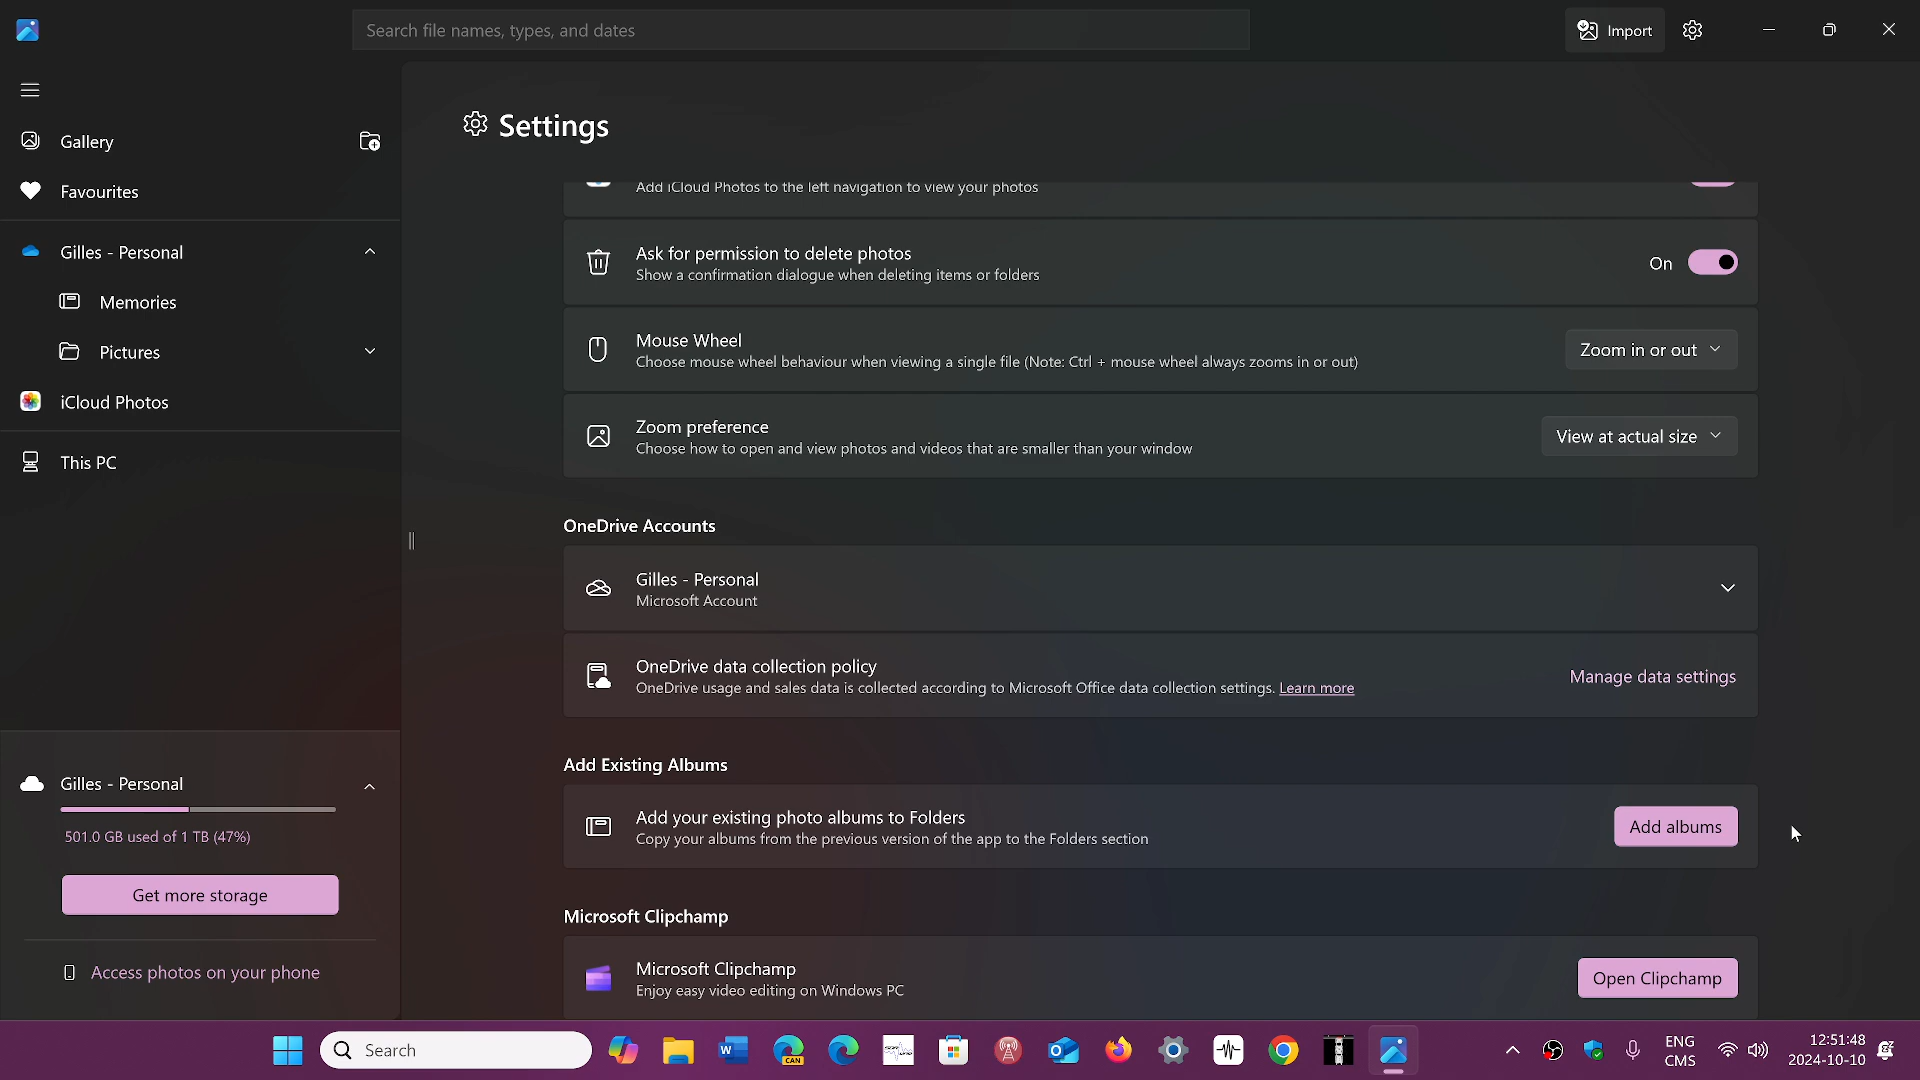 Search file names, types, and dates
Import
Gallery
Favourites
Gilles - Personal
Memories
Pictures
iCloud Photos
This PC
Gilles - Personal
501.0 GB used of 1 TB (47%)
Get more storage
Access photos on your phone
Settings
Add iCloud Photos to the left navigation to view your photos
Ask for permission to delete photos
Show a confirmation dialogue when deleting items or folders
On
Mouse Wheel
Choose mouse wheel behaviour when viewing a single file (Note: Ctrl + mouse wheel always zooms in or out)
Zoom in or out
Zoom preference
Choose how to open and view photos and videos that are smaller than your window
View at actual size
OneDrive Accounts
Gilles - Personal
Microsoft Account
OneDrive data collection policy
OneDrive usage and sales data is collected according to Microsoft Office data collection settings. Learn more
Manage data settings
Add Existing Albums
Add your existing photo albums to Folders
Copy your albums from the previous version of the app to the Folders section
Add albums
Microsoft Clipchamp
Microsoft Clipchamp
Enjoy easy video editing on Windows PC
Open Clipchamp
Search
W
CAN
ENG
CMS
12:51:48
2024-10-10